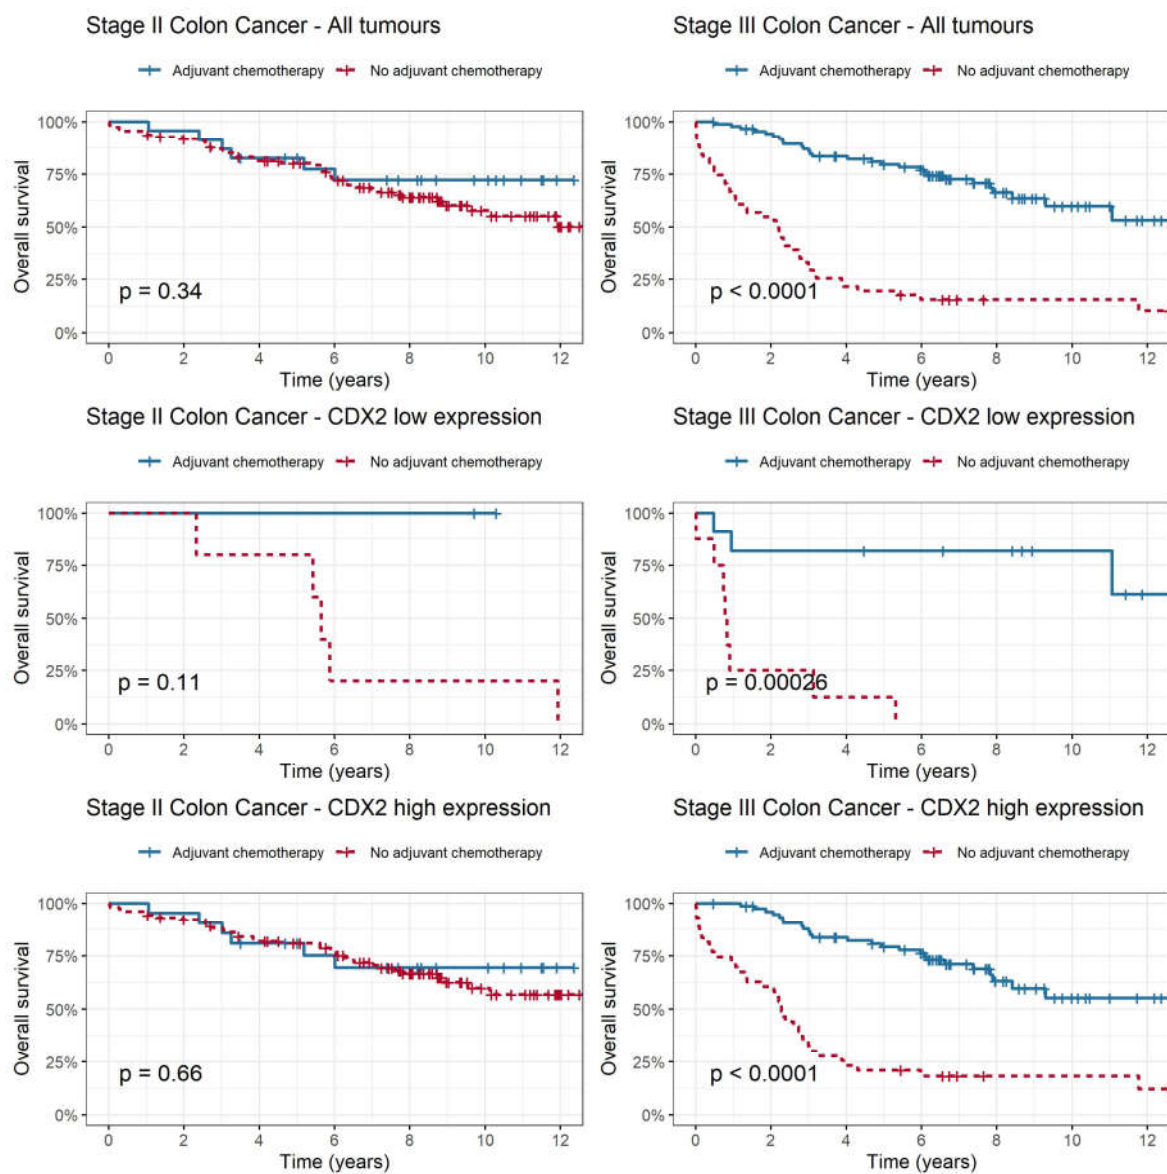 Stage II Colon Cancer - All tumours
Adjuvant chemotherapy No adjuvant chemotherapy
Overall survival
100%
75%
50%
25%
0%
p = 0.34
0 2 4 6 8 10 12
Time (years)
Stage III Colon Cancer - All tumours
Adjuvant chemotherapy No adjuvant chemotherapy
Overall survival
100%
75%
50%
25%
0%
p < 0.0001
0 2 4 6 8 10 12
Time (years)
Stage II Colon Cancer - CDX2 low expression
Adjuvant chemotherapy No adjuvant chemotherapy
Overall survival
100%
75%
50%
25%
0%
p = 0.11
0 2 4 6 8 10 12
Time (years)
Stage III Colon Cancer - CDX2 low expression
Adjuvant chemotherapy No adjuvant chemotherapy
Overall survival
100%
75%
50%
25%
0%
p = 0.00026
0 2 4 6 8 10 12
Time (years)
Stage II Colon Cancer - CDX2 high expression
Adjuvant chemotherapy No adjuvant chemotherapy
Overall survival
100%
75%
50%
25%
0%
p = 0.66
0 2 4 6 8 10 12
Time (years)
Stage III Colon Cancer - CDX2 high expression
Adjuvant chemotherapy No adjuvant chemotherapy
Overall survival
100%
75%
50%
25%
0%
p < 0.0001
0 2 4 6 8 10 12
Time (years)